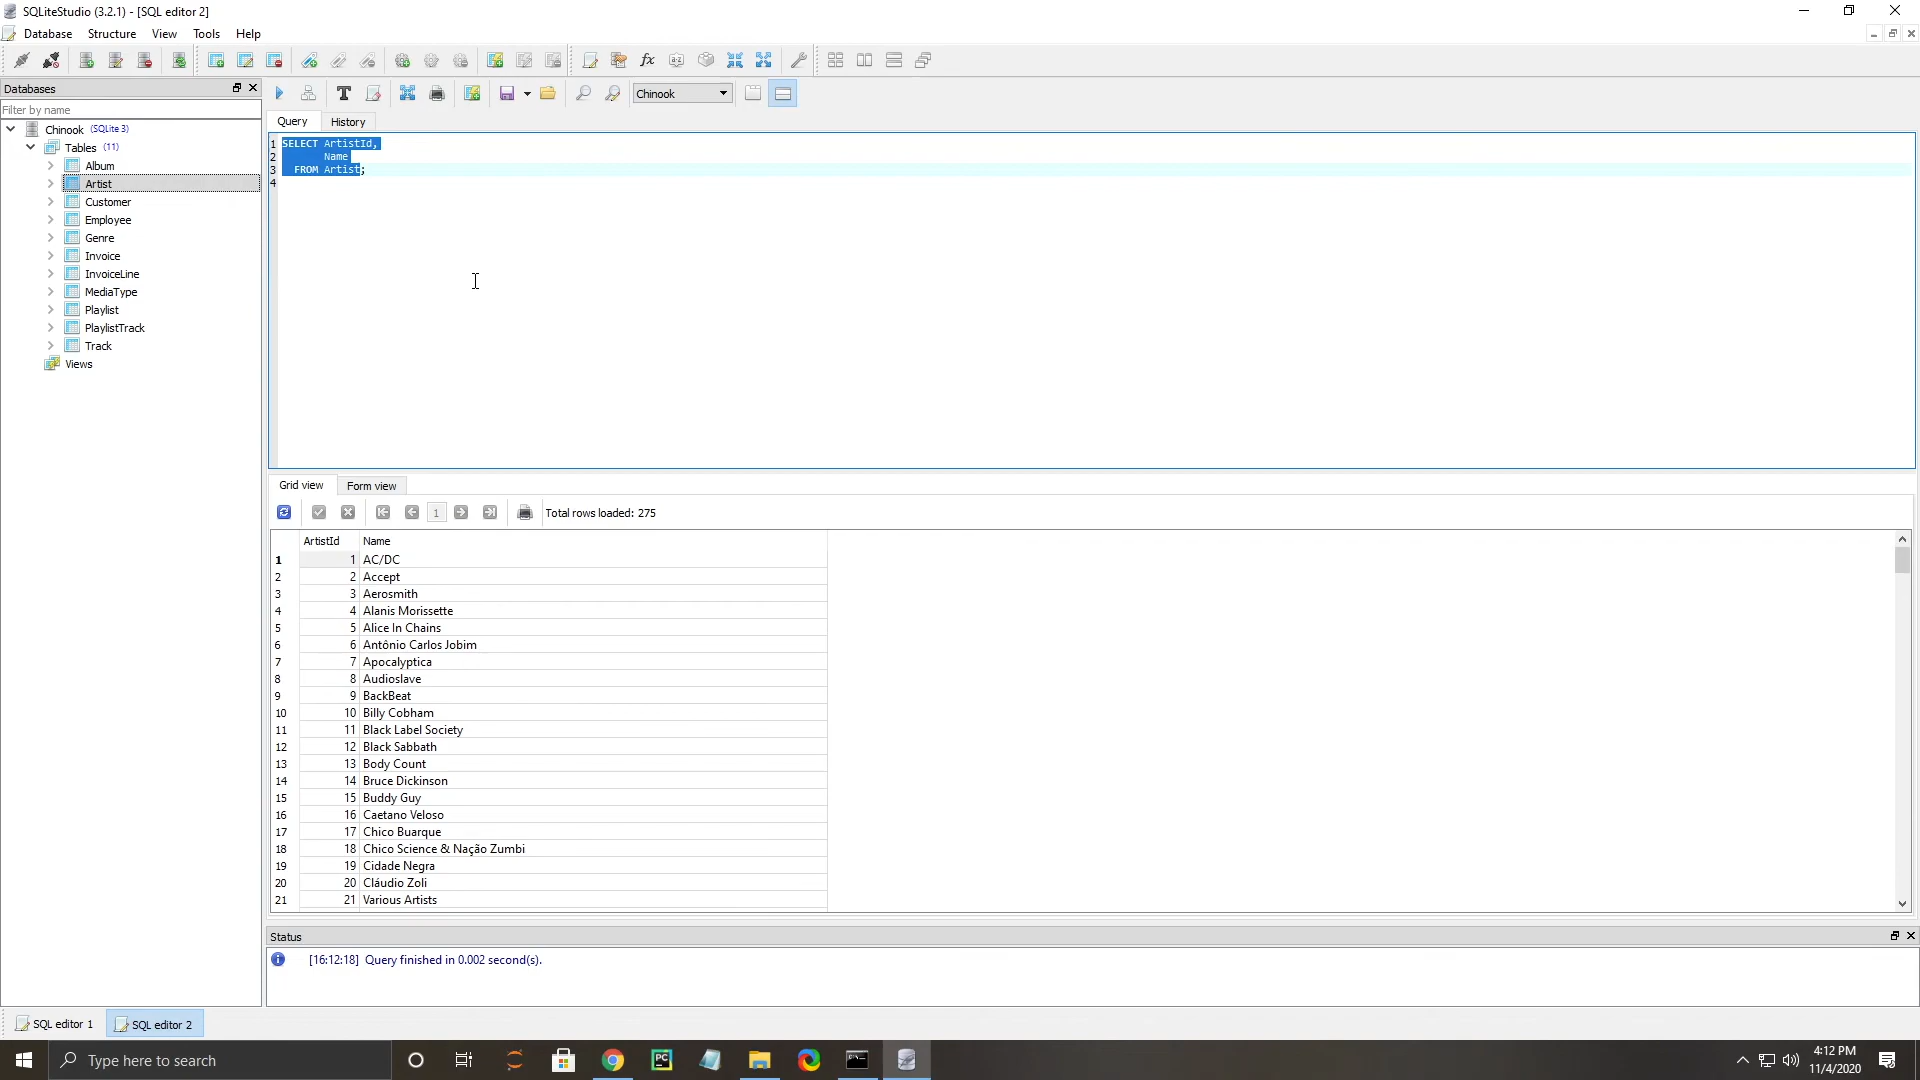 SQLiteStudio (3.2.1) - [SQL editor 2]
Database Structure View Tools Help
Databases
Filter by name
Chinook (SQLite 3)
Tables (11)
Album
Artist
Customer
Employee
Genre
Invoice
InvoiceLine
MediaType
Playlist
PlaylistTrack
Track
Views
Chinook
Query History
1 SELECT ArtistId,
2 Name
3 FROM Artist;
4
Grid view Form view
1 Total rows loaded: 275
ArtistId Name
1 1 AC/DC
2 2 Accept
3 3 Aerosmith
4 4 Alanis Morissette
5 5 Alice In Chains
6 6 Antônio Carlos Jobim
7 7 Apocalyptica
8 8 Audioslave
9 9 BackBeat
10 10 Billy Cobham
11 11 Black Label Society
12 12 Black Sabbath
13 13 Body Count
14 14 Bruce Dickinson
15 15 Buddy Guy
16 16 Caetano Veloso
17 17 Chico Buarque
18 18 Chico Science & Nação Zumbi
19 19 Cidade Negra
20 20 Cláudio Zoli
21 21 Various Artists
Status
[16:12:18] Query finished in 0.002 second(s).
SQL editor 1 SQL editor 2
Type here to search
PC
4:12 PM
11/4/2020